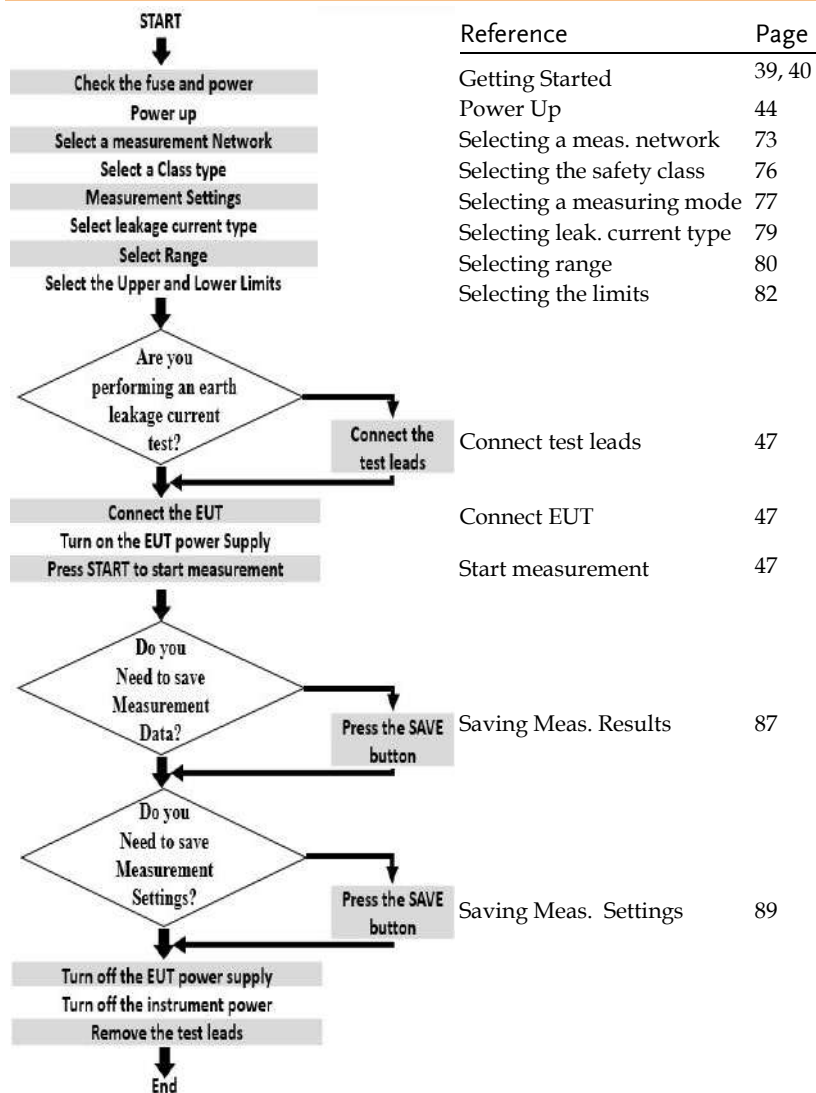 START
Check the fuse and power
Power up
Select a measurement Network
Select a Class type
Measurement Settings
Select leakage current type
Select Range
Select the Upper and Lower Limits
Are you
performing an earth
leakage current
test?
Connect the
test leads
Connect the EUT
Turn on the EUT power Supply
Press START to start measurement
Do you
Need to save
Measurement
Data?
Press the SAVE
button
Do you
Need to save
Measurement
Settings?
Press the SAVE
button
Turn off the EUT power supply
Turn off the instrument power
Remove the test leads
End
Reference Page
Getting Started 39, 40
Power Up 44
Selecting a meas. network 73
Selecting the safety class 76
Selecting a measuring mode 77
Selecting leak. current type 79
Selecting range 80
Selecting the limits 82
Connect test leads 47
Connect EUT 47
Start measurement 47
Saving Meas. Results 87
Saving Meas. Settings 89